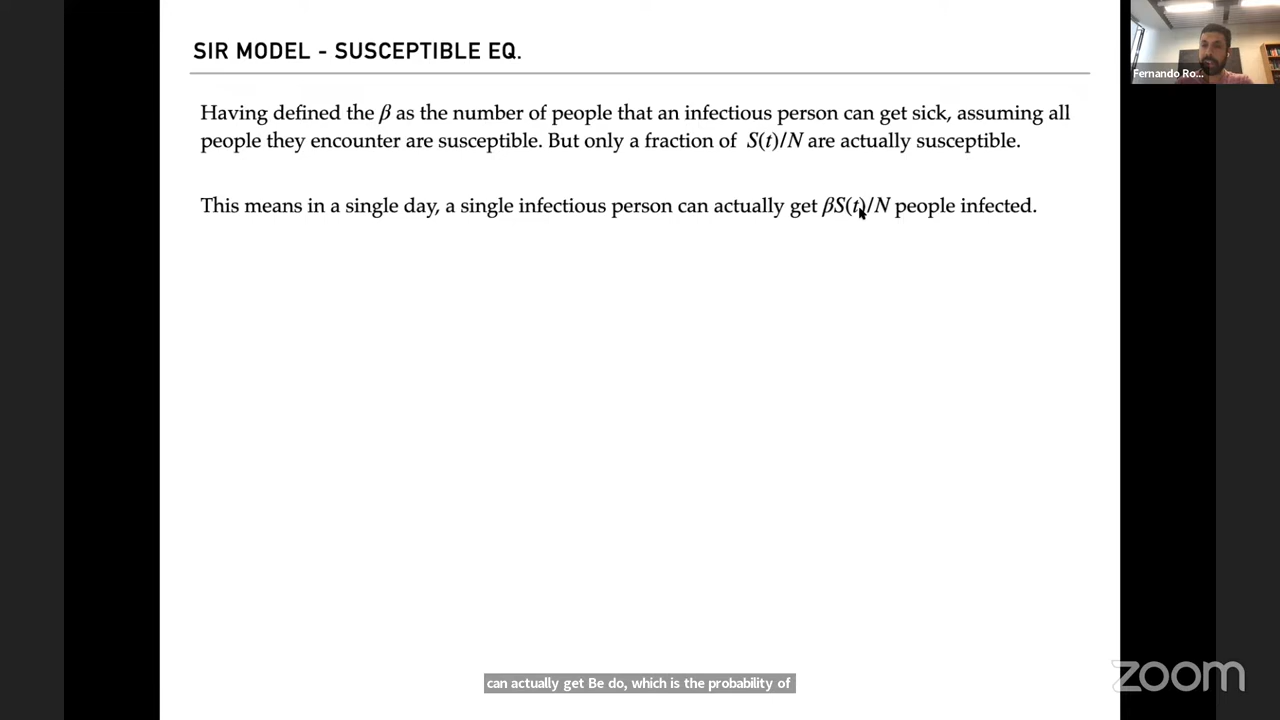 SIR MODEL - SUSCEPTIBLE EQ.
Fernando Ro...
Having defined the β as the number of people that an infectious person can get sick, assuming all
people they encounter are susceptible. But only a fraction of S(t)/N are actually susceptible.
This means in a single day, a single infectious person can actually get βS(t)/N people infected.
can actually get Be do, which is the probability of
zoom